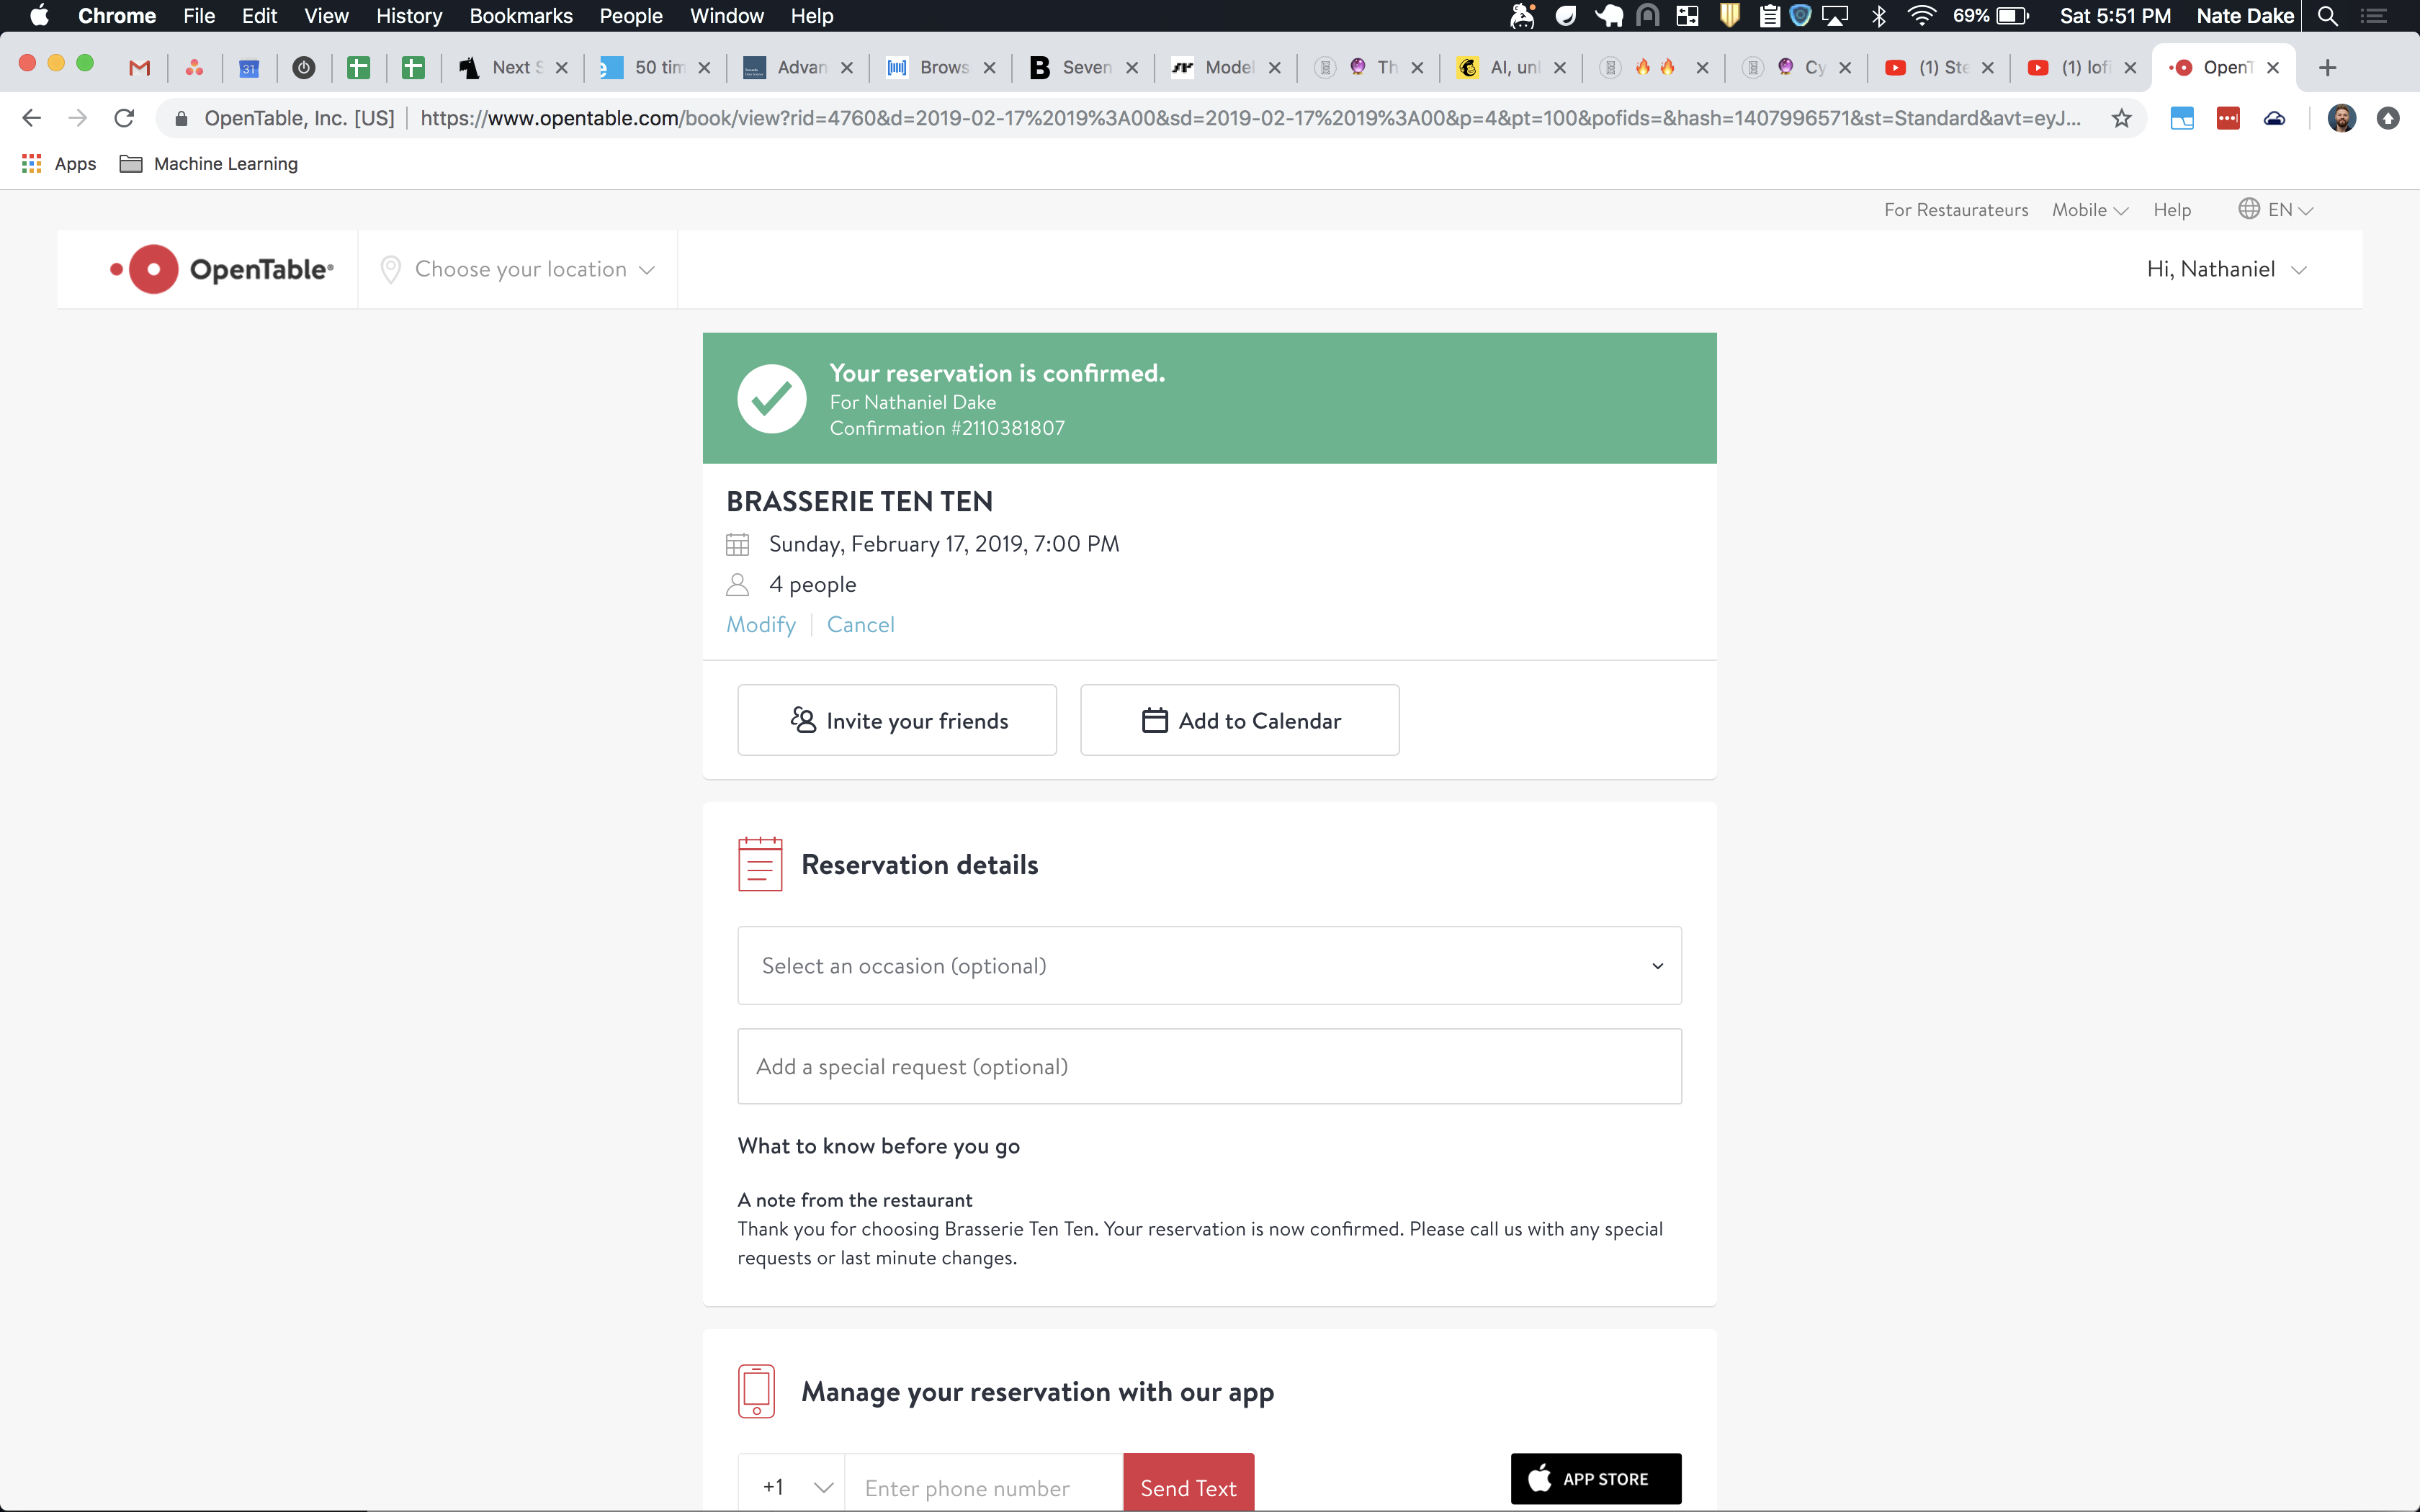 Chrome File Edit View History Bookmarks People Window Help 69% Sat 5:51 PM Nate Dake
31 Next S 50 tim Advan Brows Seven Model Th AI, unl Cy (1) Ste (1) lofi OpenT
OpenTable, Inc. [US] https://www.opentable.com/book/view?rid=4760&d=2019-02-17%2019%3A00&sd=2019-02-17%2019%3A00&p=4&pt=100&pofids=&hash=1407996571&st=Standard&avt=eyJ...
Apps Machine Learning
For Restaurateurs Mobile Help EN
OpenTable® Choose your location Hi, Nathaniel
Your reservation is confirmed.
For Nathaniel Dake
Confirmation #2110381807
BRASSERIE TEN TEN
Sunday, February 17, 2019, 7:00 PM
4 people
Modify Cancel
Invite your friends Add to Calendar
Reservation details
Select an occasion (optional)
Add a special request (optional)
What to know before you go
A note from the restaurant
Thank you for choosing Brasserie Ten Ten. Your reservation is now confirmed. Please call us with any special
requests or last minute changes.
Manage your reservation with our app
+1 Enter phone number Send Text APP STORE